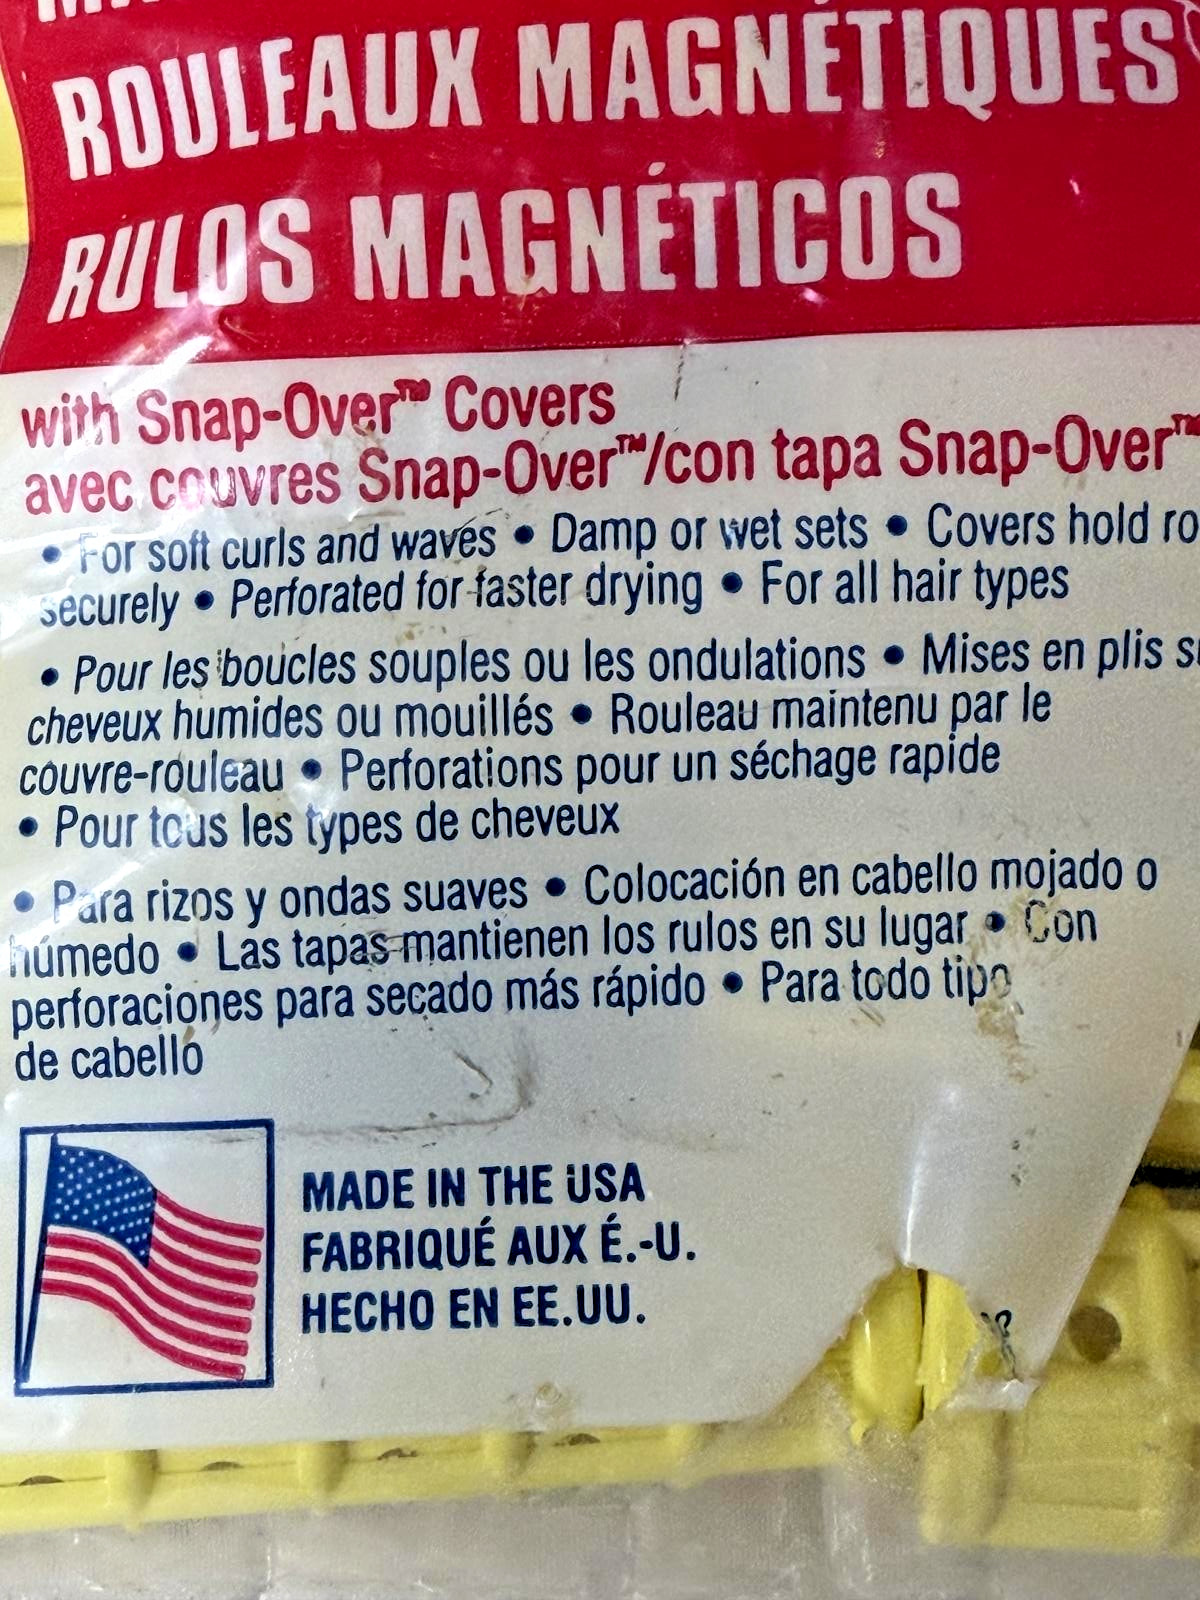 ROULEAUX MAGNÉTIQUES
RULOS MAGNÉTICOS
with Snap-Over™ Covers
avec couvres Snap-Over™/con tapa Snap-Over™
• For soft curls and waves • Damp or wet sets • Covers hold
securely • Perforated for faster drying • For all hair types
• Pour les boucles souples ou les ondulations • Mises en plis
cheveux humides ou mouillés • Rouleau maintenu par le
couvre-rouleau • Perforations pour un séchage rapide
• Pour tous les types de cheveux
• Para rizos y ondas suaves • Colocación en cabello mojado o
húmedo • Las tapas mantienen los rulos en su lugar • Con
perforaciones para secado más rápido • Para todo tipo
de cabello
MADE IN THE USA
FABRIQUÉ AUX É.-U.
HECHO EN EE.UU.